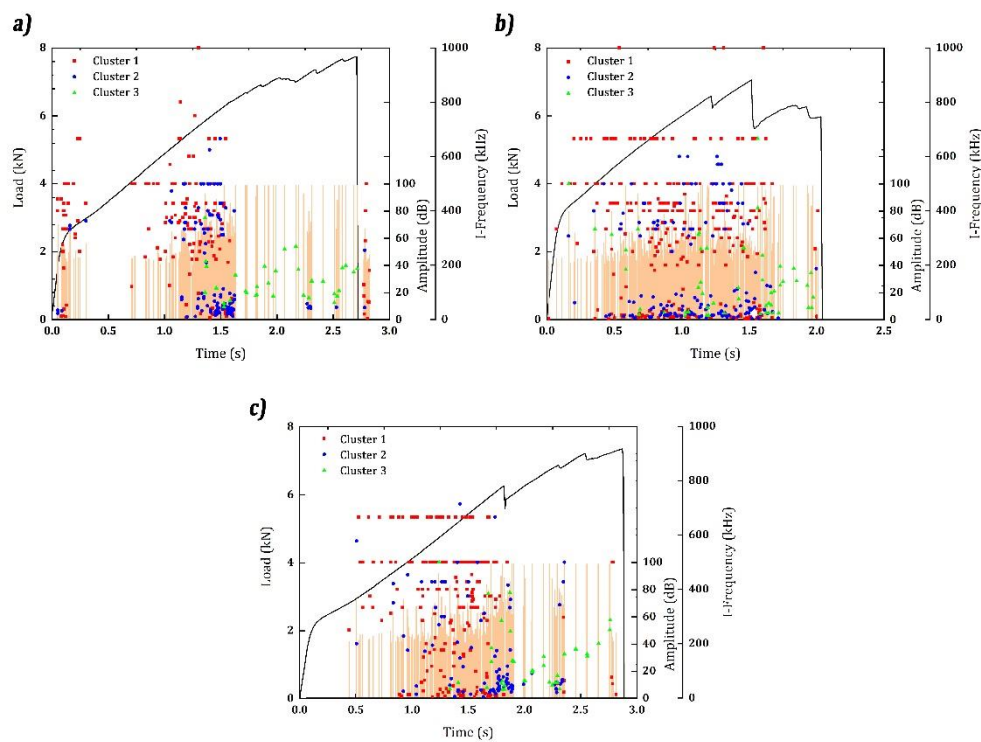 a)
Cluster 1
Cluster 2
Cluster 3
8
6
4
2
0
Load (kN)
100
80
60
40
20
0
Amplitude (dB)
1000
800
600
400
200
0
I-Frequency (kHz)
0.0 0.5 1.0 1.5 2.0 2.5 3.0
Time (s)
b)
Cluster 1
Cluster 2
Cluster 3
8
6
4
2
0
Load (kN)
100
80
60
40
20
0
Amplitude (dB)
1000
800
600
400
200
0
I-Frequency (kHz)
0.0 0.5 1.0 1.5 2.0 2.5
Time (s)
c)
Cluster 1
Cluster 2
Cluster 3
8
6
4
2
0
Load (kN)
100
80
60
40
20
0
Amplitude (dB)
1000
800
600
400
200
0
I-Frequency (kHz)
0.0 0.5 1.0 1.5 2.0 2.5 3.0
Time (s)